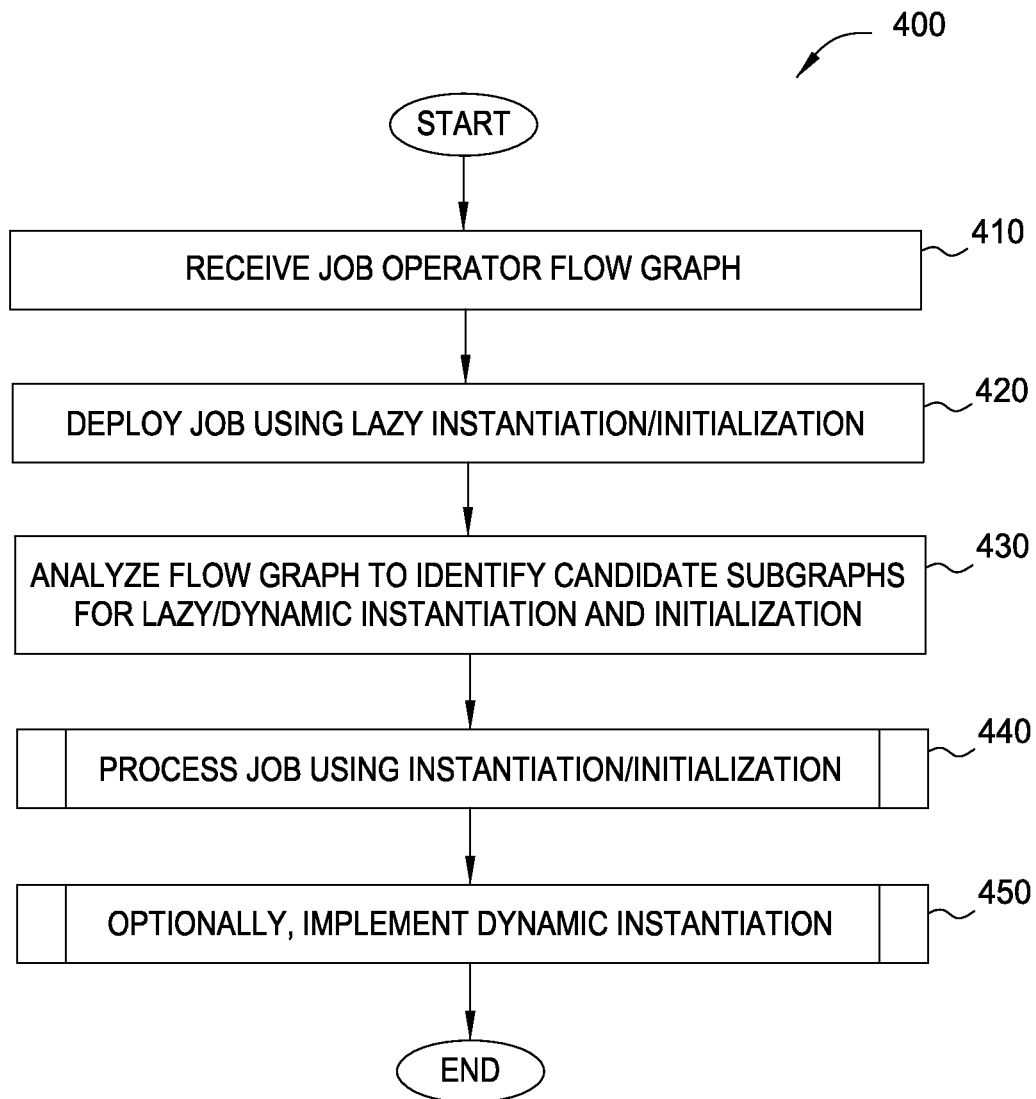 400
START
410
RECEIVE JOB OPERATOR FLOW GRAPH
420
DEPLOY JOB USING LAZY INSTANTIATION/INITIALIZATION
430
ANALYZE FLOW GRAPH TO IDENTIFY CANDIDATE SUBGRAPHS
FOR LAZY/DYNAMIC INSTANTIATION AND INITIALIZATION
440
PROCESS JOB USING INSTANTIATION/INITIALIZATION
450
OPTIONALLY, IMPLEMENT DYNAMIC INSTANTIATION
END